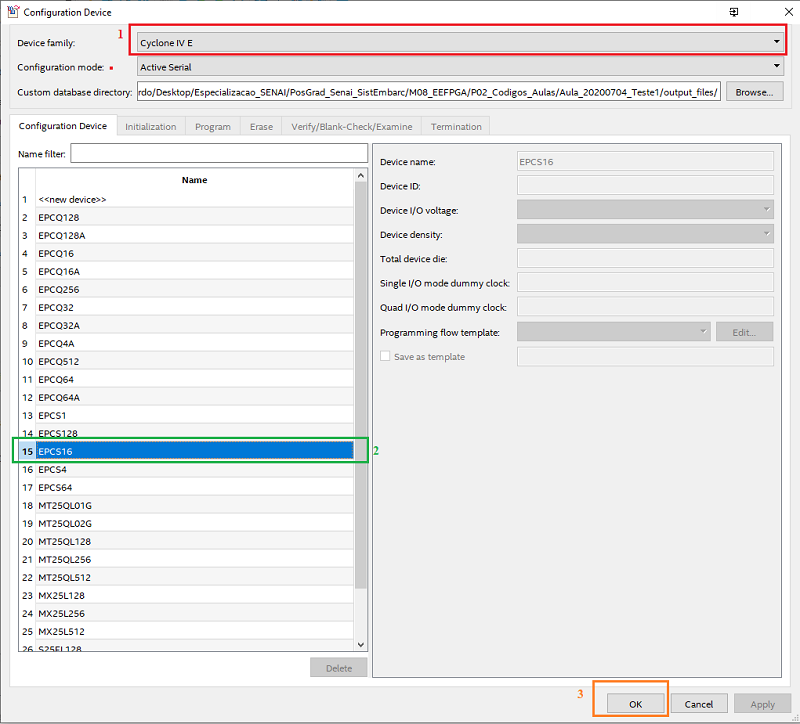 Configuration Device
1
Device family: Cyclone IV E
Configuration mode: Active Serial
Custom database directory: rdo/Desktop/Especializacao_SENAI/PosGrad_Senai_SistEmbarc/M08_EEFPGA/P02_Codigos_Aulas/Aula_20200704_Teste1/output_files/ Browse...
Configuration Device Initialization Program Erase Verify/Blank-Check/Examine Termination
Name filter:
Name
1 <<new device>>
2 EPCQ128
3 EPCQ128A
4 EPCQ16
5 EPCQ16A
6 EPCQ256
7 EPCQ32
8 EPCQ32A
9 EPCQ4A
10 EPCQ512
11 EPCQ64
12 EPCQ64A
13 EPCS1
14 EPCS128
15 EPCS16
2
16 EPCS4
17 EPCS64
18 MT25QL01G
19 MT25QL02G
20 MT25QL128
21 MT25QL256
22 MT25QL512
23 MX25L128
24 MX25L256
25 MX25L512
26 S25FL128
Delete
Device name: EPCS16
Device ID:
Device I/O voltage:
Device density:
Total device die:
Single I/O mode dummy clock:
Quad I/O mode dummy clock:
Programming flow template: Edit...
Save as template
3
OK Cancel Apply